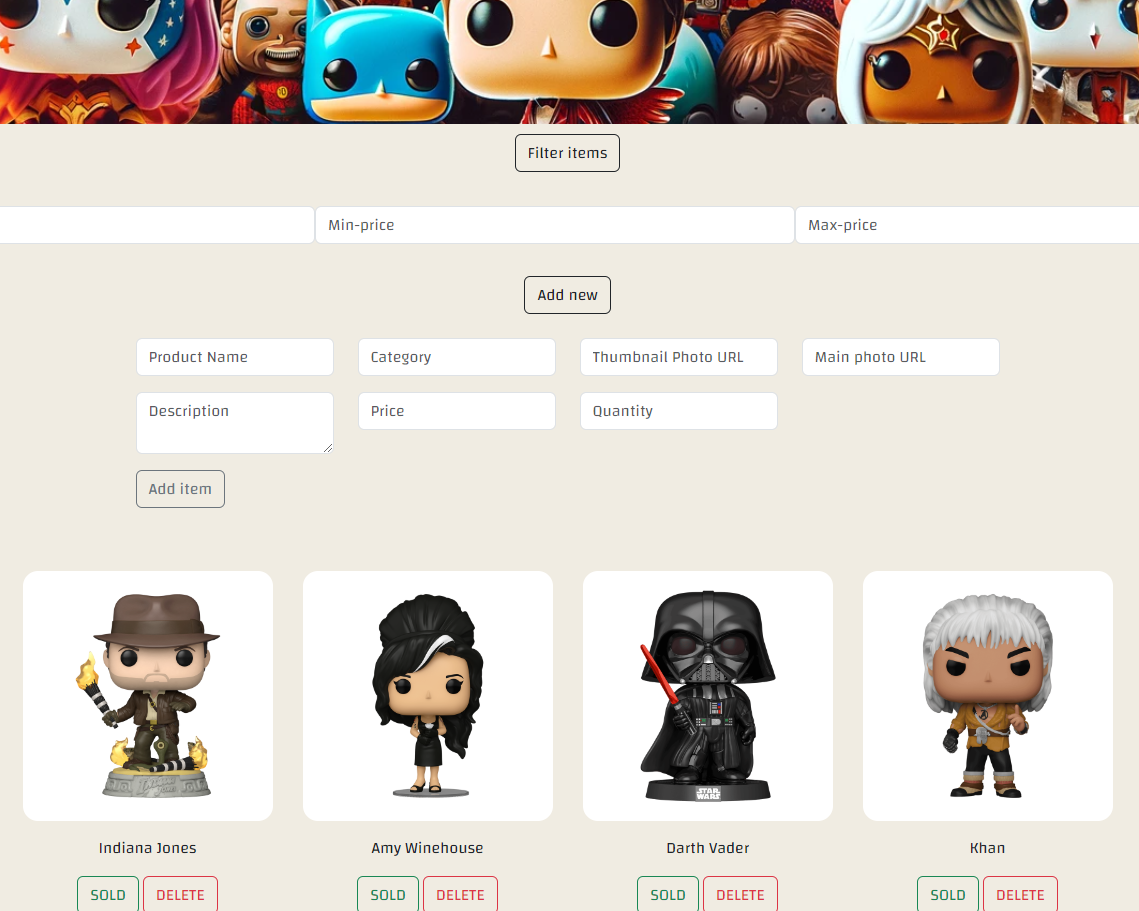 Filter items
Min-price
Max-price
Add new
Product Name
Category
Thumbnail Photo URL
Main photo URL
Description
Price
Quantity
Add item
STAR
WARS
Indiana Jones
Amy Winehouse
Darth Vader
Khan
SOLD
DELETE
SOLD
DELETE
SOLD
DELETE
SOLD
DELETE